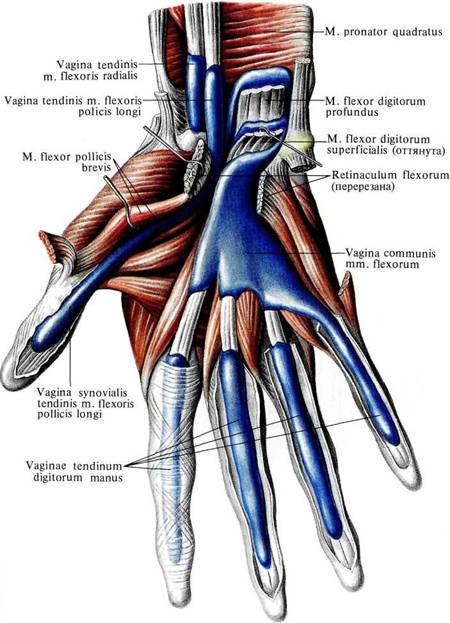 M. pronator quadratus
Vagina tendinis
m. flexoris radialis
Vagina tendinis m. flexoris
policis longi
M. flexor digitorum
profundus
M. flexor pollicis
brevis
M. flexor digitorum
superficialis (оттянута)
Retinaculum flexorum
(перерезана)
Vagina communis
mm. flexorum
Vagina synovialis
tendinis m. flexoris
pollicis longi
Vaginae tendinum
digitorum manus